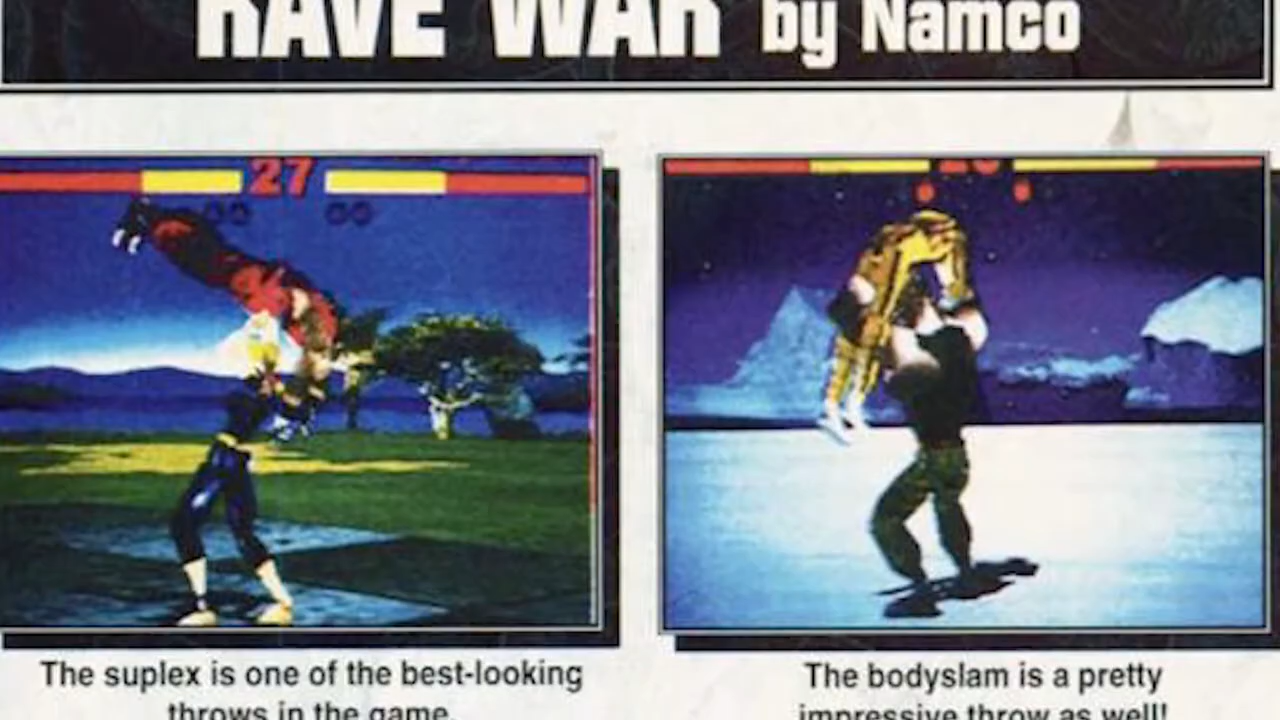 RAVE WAR by Namco
27
The suplex is one of the best-looking
throws in the game.
The bodyslam is a pretty
impressive throw as well!